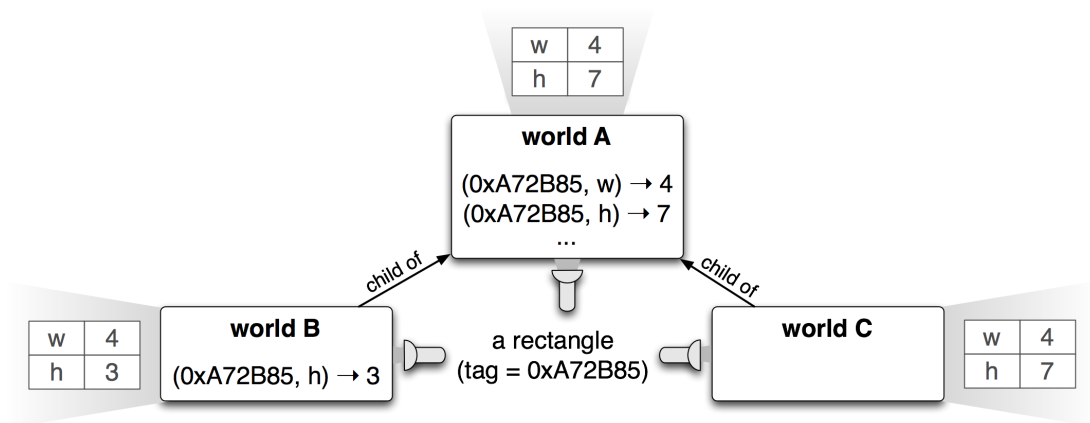 w 4
h 7
world A
(0xA72B85, w) → 4
(0xA72B85, h) → 7
...
child of
child of
world B
(0xA72B85, h) → 3
w 4
h 3
a rectangle
(tag = 0xA72B85)
world C
w 4
h 7